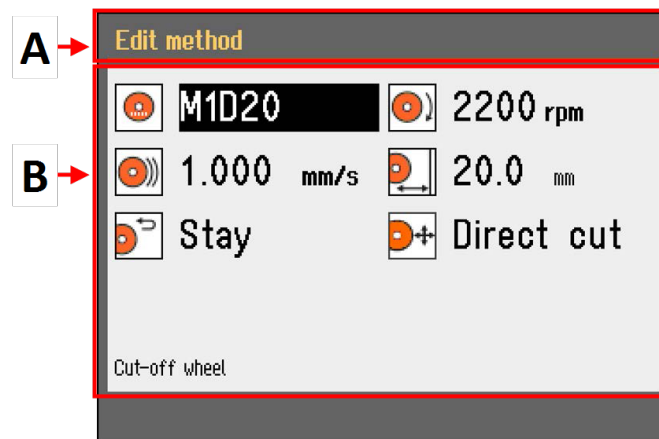 A
Edit method
B
M1D20 2200 rpm
1.000 mm/s 20.0 mm
Stay Direct cut
Cut-off wheel